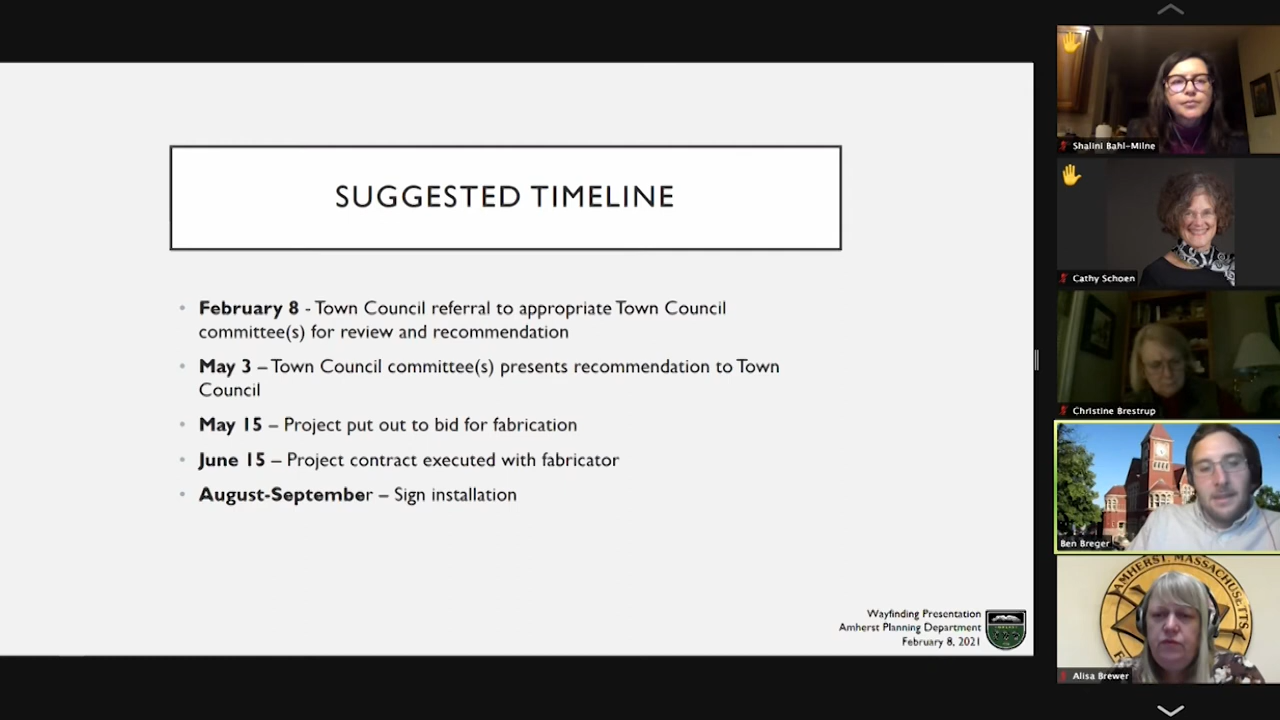 SUGGESTED TIMELINE
• February 8 - Town Council referral to appropriate Town Council
committee(s) for review and recommendation
• May 3 – Town Council committee(s) presents recommendation to Town
Council
• May 15 – Project put out to bid for fabrication
• June 15 – Project contract executed with fabricator
• August-September – Sign installation
Wayfinding Presentation
Amherst Planning Department
February 8, 2021
Shalini Bahl-Milne
Cathy Schoen
Christine Brestrup
Ben Breger
AMHERST, MASSACHUSETTS
Alisa Brewer